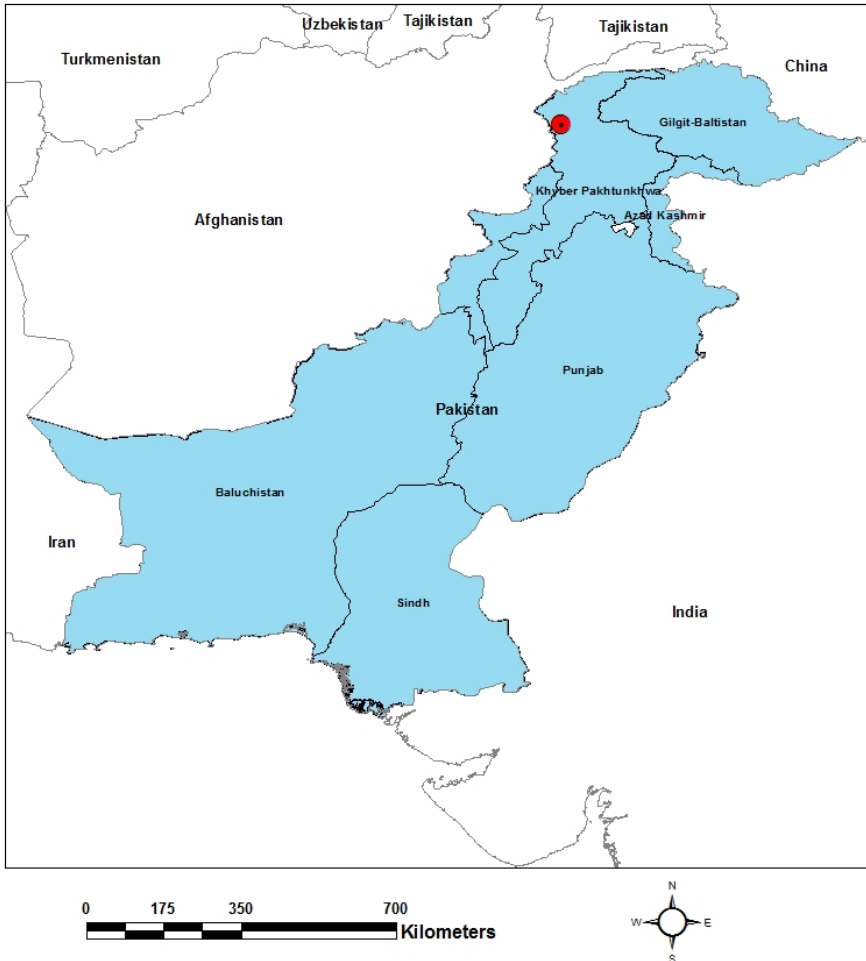 Uzbekistan
Tajikistan
Tajikistan
Turkmenistan
China
Gilgit-Baltistan
Khyber Pakhtunkhwa
Azad Kashmir
Afghanistan
Punjab
Pakistan
Baluchistan
Iran
Sindh
India
0 175 350 700
Kilometers
N
W E
S